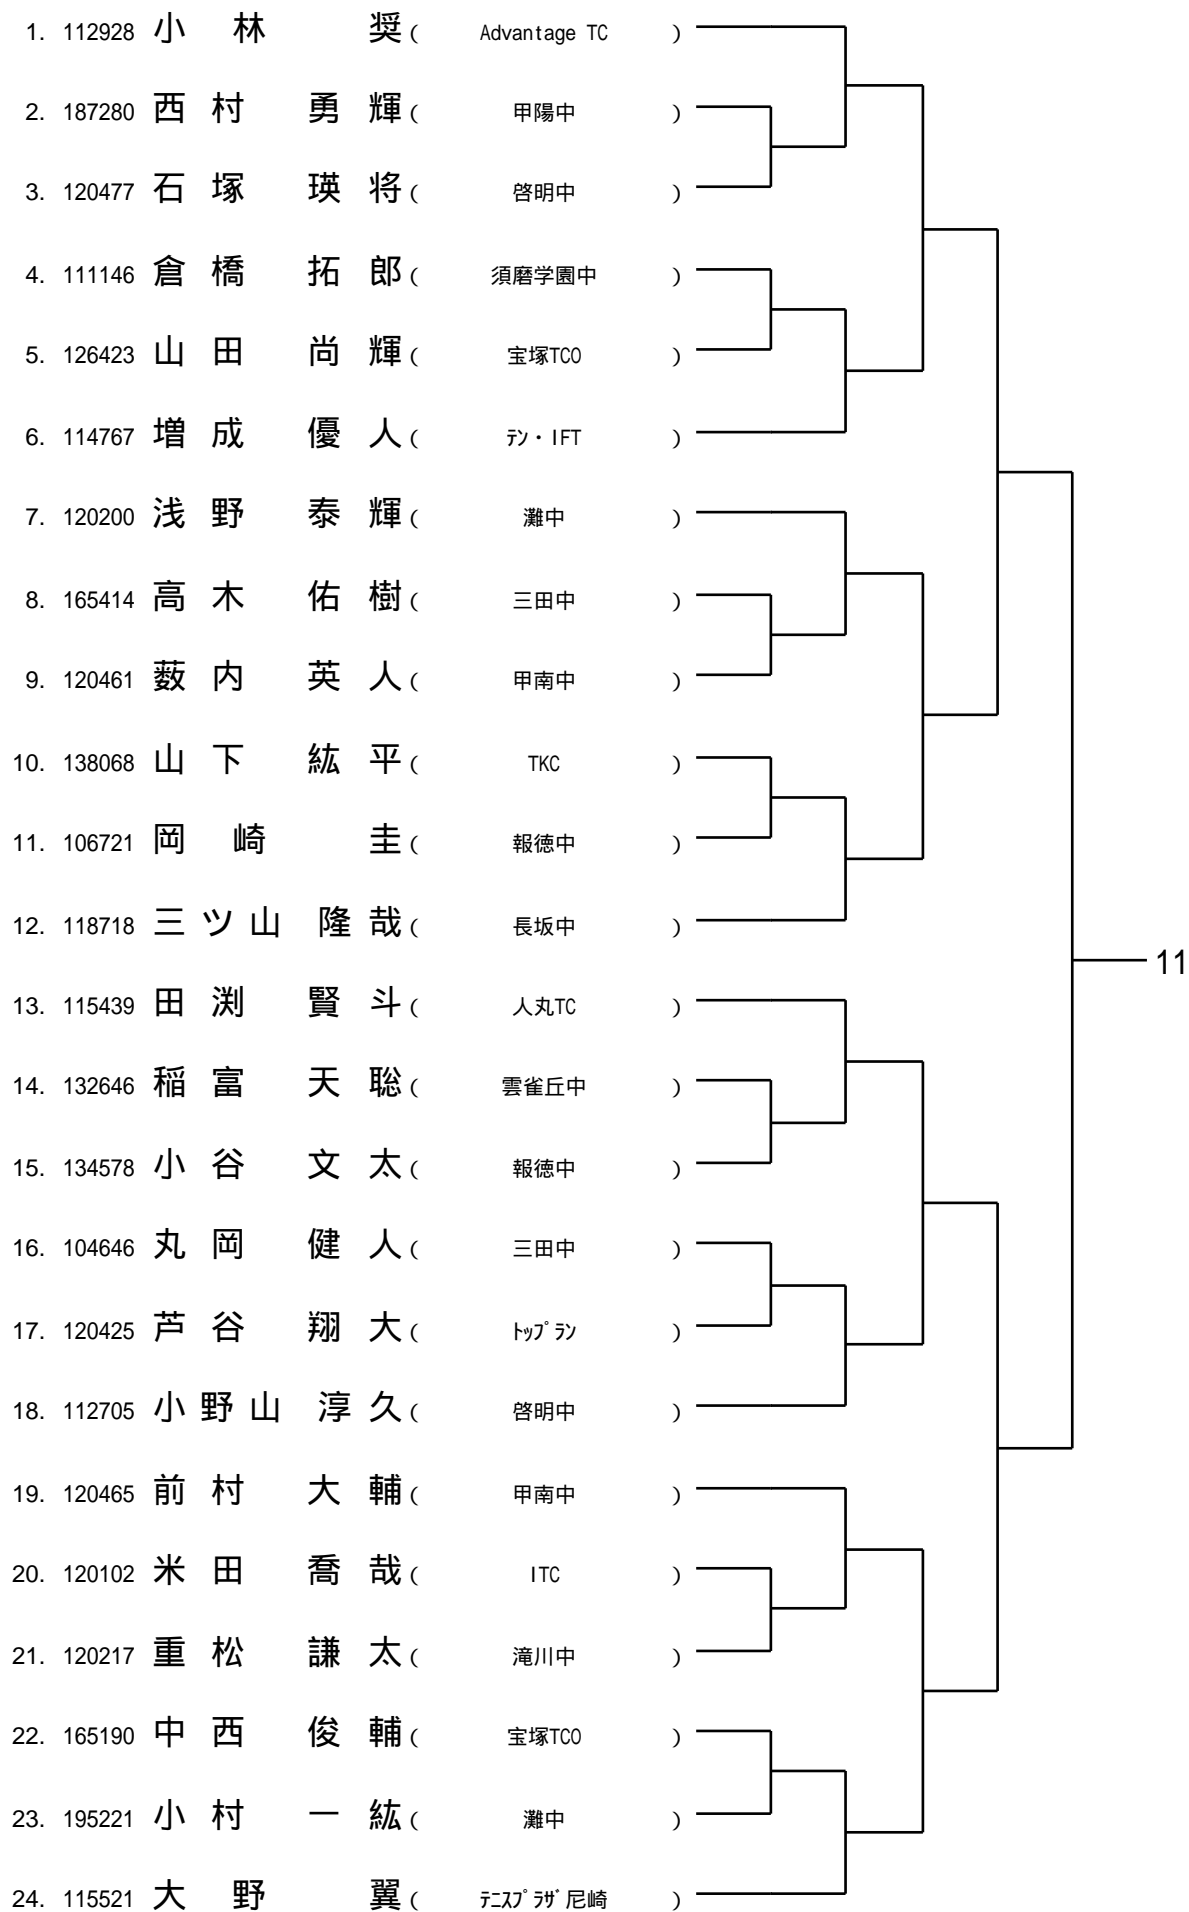 1. 112928 小 林 奨 ( Advantage TC )
2. 187280 西 村 勇 輝 ( 甲陽中 )
3. 120477 石 塚 瑛 将 ( 啓明中 )
4. 111146 倉 橋 拓 郎 ( 須磨学園中 )
5. 126423 山 田 尚 輝 ( 宝塚TCO )
6. 114767 増 成 優 人 ( ﾃﾝ・IFT )
7. 120200 浅 野 泰 輝 ( 灘中 )
8. 165414 高 木 佑 樹 ( 三田中 )
9. 120461 薮 内 英 人 ( 甲南中 )
10. 138068 山 下 紘 平 ( TKC )
11. 106721 岡 崎 圭 ( 報徳中 )
12. 118718 三 ツ 山 隆 哉 ( 長坂中 )
11
13. 115439 田 渕 賢 斗 ( 人丸TC )
14. 132646 稲 富 天 聡 ( 雲雀丘中 )
15. 134578 小 谷 文 太 ( 報徳中 )
16. 104646 丸 岡 健 人 ( 三田中 )
17. 120425 芦 谷 翔 大 ( ﾄｯﾌﾟﾗﾝ )
18. 112705 小 野 山 淳 久 ( 啓明中 )
19. 120465 前 村 大 輔 ( 甲南中 )
20. 120102 米 田 喬 哉 ( ITC )
21. 120217 重 松 謙 太 ( 滝川中 )
22. 165190 中 西 俊 輔 ( 宝塚TCO )
23. 195221 小 村 一 紘 ( 灘中 )
24. 115521 大 野 翼 ( ﾃﾆｽﾌﾟﾗｻﾞ尼崎 )